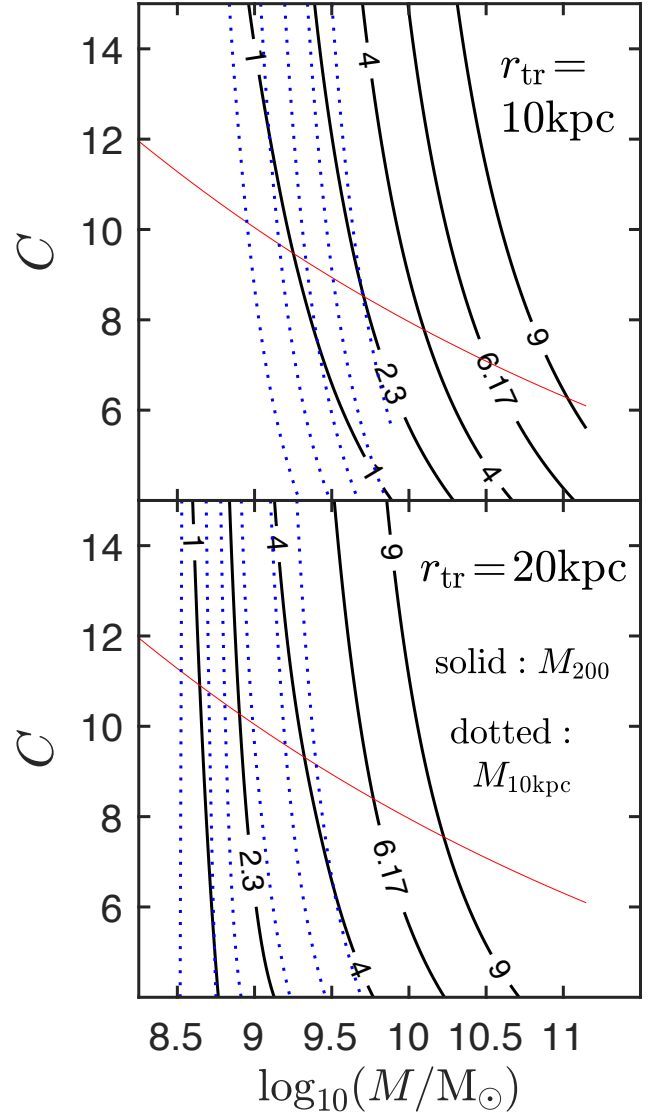 14
12
10
8
6
C
1
4
r_tr =
10kpc
9
6.17
2.3
1
4
14
12
10
8
6
C
1
4
9
r_tr = 20kpc
solid : M_200
dotted :
M_10kpc
2.3
6.17
4
9
8.5 9 9.5 10 10.5 11
log_10(M/M_⊙)